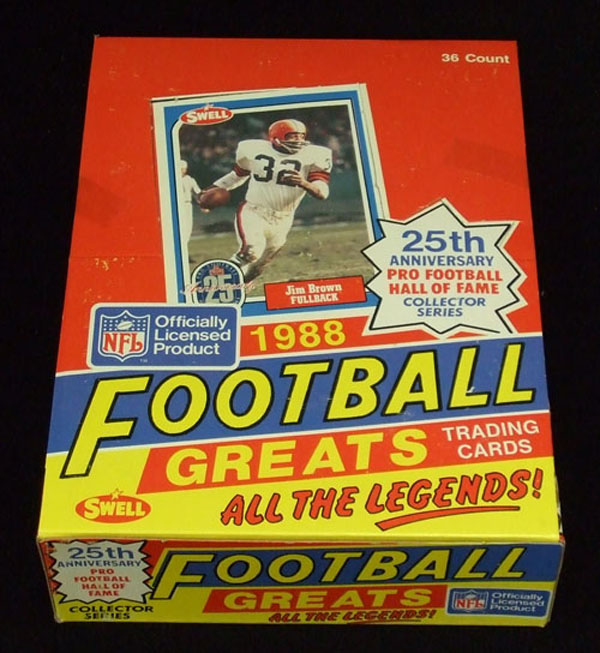 36 Count
SWELL
32
25
Jim Brown
FULLBACK
25th
ANNIVERSARY
PRO FOOTBALL
HALL OF FAME
COLLECTOR
SERIES
NFL
Officially
Licensed
Product
TM
1988
FOOTBALL
GREATS
TRADING
CARDS
SWELL
ALL THE LEGENDS!
25th
ANNIVERSARY
PRO
FOOTBALL
HALL OF FAME
COLLECTOR
SERIES
FOOTBALL
GREATS
ALL THE LEGENDS!
NFL
Officially
Licensed
Product